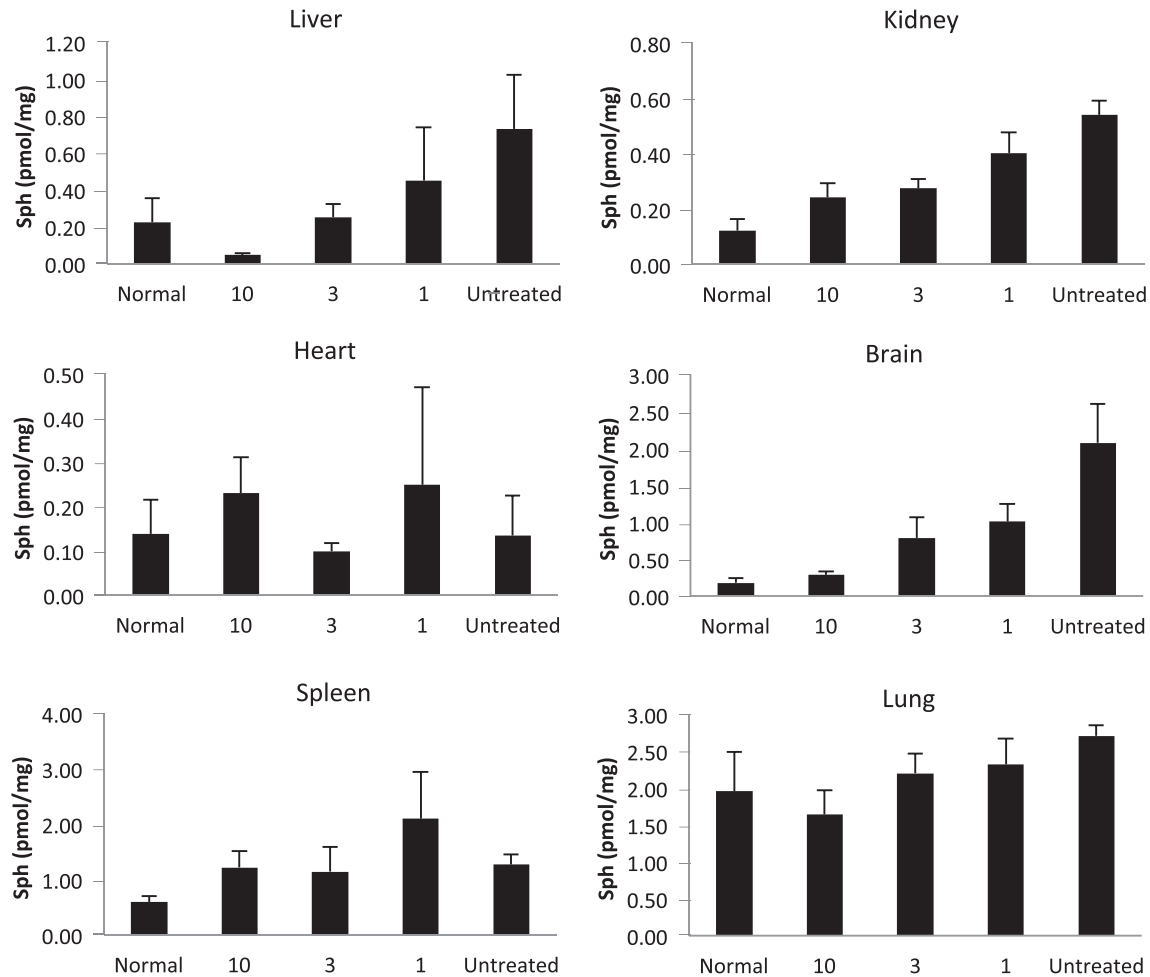 Liver
Sph (pmol/mg)
1.20
1.00
0.80
0.60
0.40
0.20
0.00
Normal 10 3 1 Untreated
Kidney
Sph (pmol/mg)
0.80
0.60
0.40
0.20
0.00
Normal 10 3 1 Untreated
Heart
Sph (pmol/mg)
0.50
0.40
0.30
0.20
0.10
0.00
Normal 10 3 1 Untreated
Brain
Sph (pmol/mg)
3.00
2.50
2.00
1.50
1.00
0.50
0.00
Normal 10 3 1 Untreated
Spleen
Sph (pmol/mg)
4.00
3.00
2.00
1.00
0.00
Normal 10 3 1 Untreated
Lung
Sph (pmol/mg)
3.00
2.50
2.00
1.50
1.00
0.50
0.00
Normal 10 3 1 Untreated